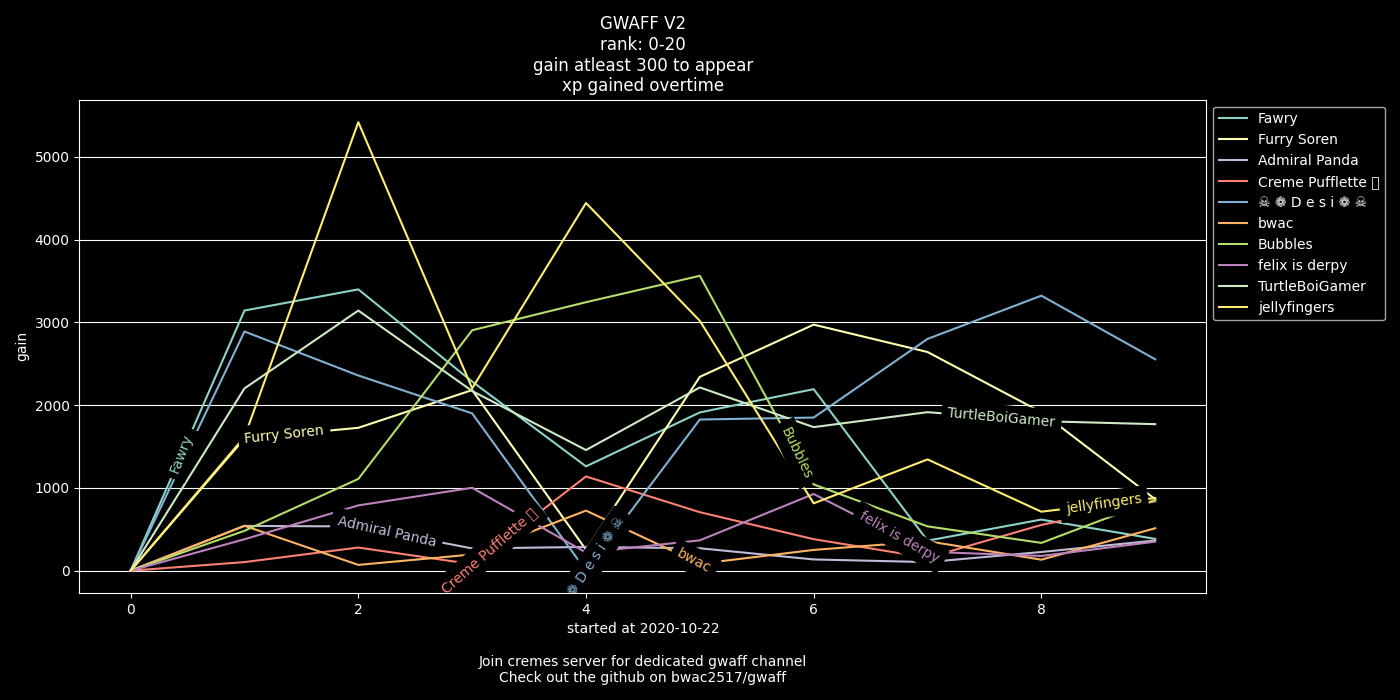 GWAFF V2
rank: 0-20
gain atleast 300 to appear
xp gained overtime
gain
5000
4000
3000
2000
1000
0
0 2 4 6 8
started at 2020-10-22
Join cremes server for dedicated gwaff channel
Check out the github on bwac2517/gwaff
Fawry
Furry Soren
Admiral Panda
Creme Pufflette ▯
☠ ❁ D e s i ❁ ☠
bwac
Bubbles
felix is derpy
TurtleBoiGamer
jellyfingers
Fawry
Furry Soren
Admiral Panda
Creme Pufflette ▯
❁ D e s i ❁ ☠
bwac
Bubbles
felix is derpy
TurtleBoiGamer
jellyfingers